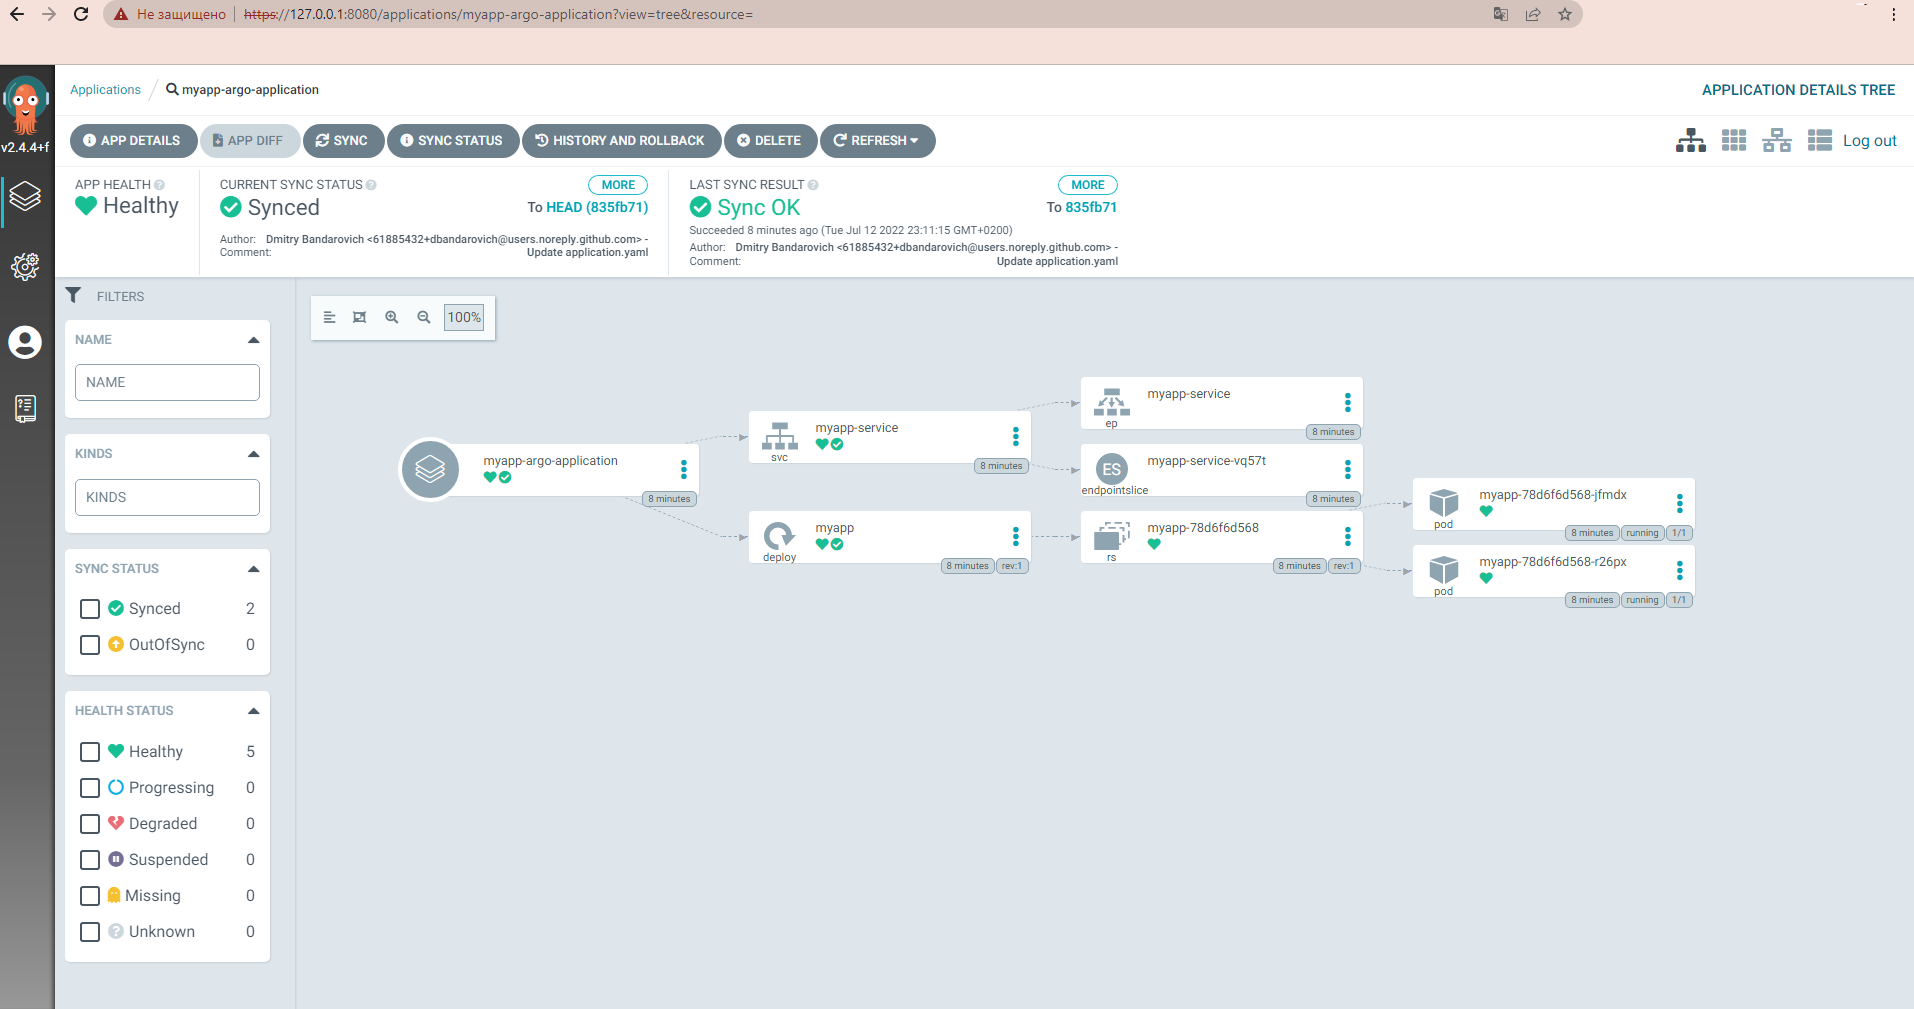 Не защищено https://127.0.0.1:8080/applications/myapp-argo-application?view=tree&resource=
Applications / myapp-argo-application
APPLICATION DETAILS TREE
v2.4.4+f
APP DETAILS APP DIFF SYNC SYNC STATUS HISTORY AND ROLLBACK DELETE REFRESH
Log out
APP HEALTH
Healthy
CURRENT SYNC STATUS MORE
Synced To HEAD (835fb71)
Author: Dmitry Bandarovich <61885432+dbandarovich@users.noreply.github.com> -
Comment: Update application.yaml
LAST SYNC RESULT MORE
Sync OK To 835fb71
Succeeded 8 minutes ago (Tue Jul 12 2022 23:11:15 GMT+0200)
Author: Dmitry Bandarovich <61885432+dbandarovich@users.noreply.github.com> -
Comment: Update application.yaml
FILTERS
NAME
NAME
KINDS
KINDS
SYNC STATUS
Synced 2
OutOfSync 0
HEALTH STATUS
Healthy 5
Progressing 0
Degraded 0
Suspended 0
Missing 0
Unknown 0
100%
myapp-argo-application
8 minutes
myapp-service
svc
8 minutes
myapp
deploy
8 minutes rev:1
myapp-service
ep
8 minutes
ES
myapp-service-vq57t
endpointslice
8 minutes
myapp-78d6f6d568
rs
8 minutes rev:1
myapp-78d6f6d568-jfmdx
pod
8 minutes running 1/1
myapp-78d6f6d568-r26px
pod
8 minutes running 1/1